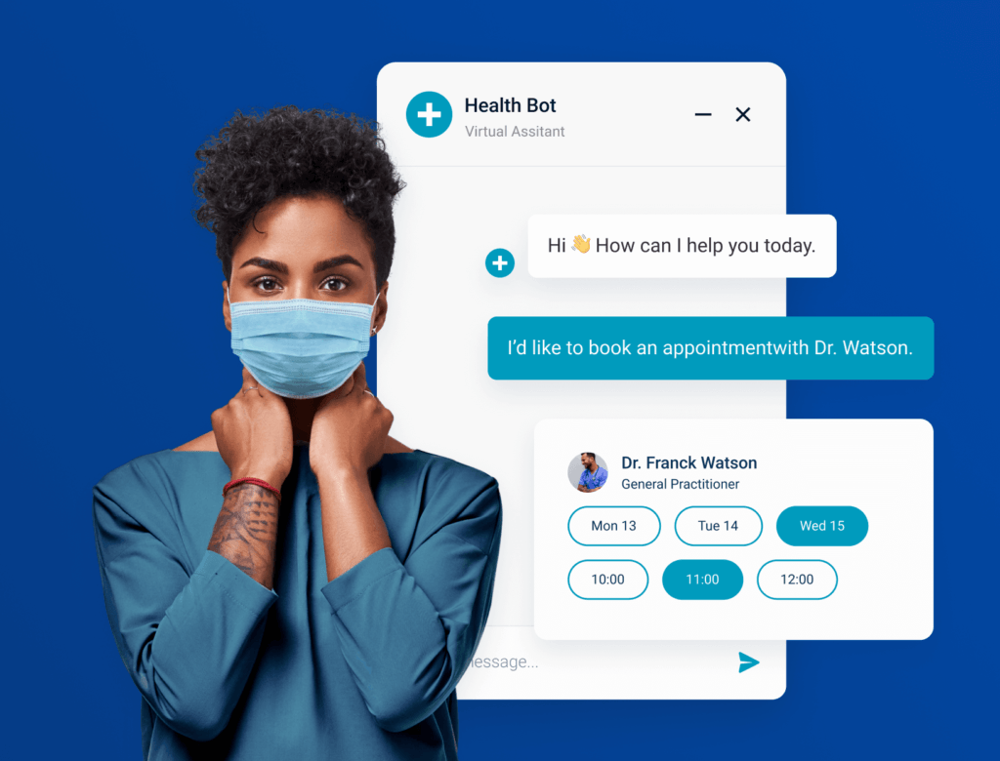 Health Bot
Virtual Assitant
Hi 👋 How can I help you today.
I’d like to book an appointmentwith Dr. Watson.
Dr. Franck Watson
General Practitioner
Mon 13 Tue 14 Wed 15
10:00 11:00 12:00
essage...